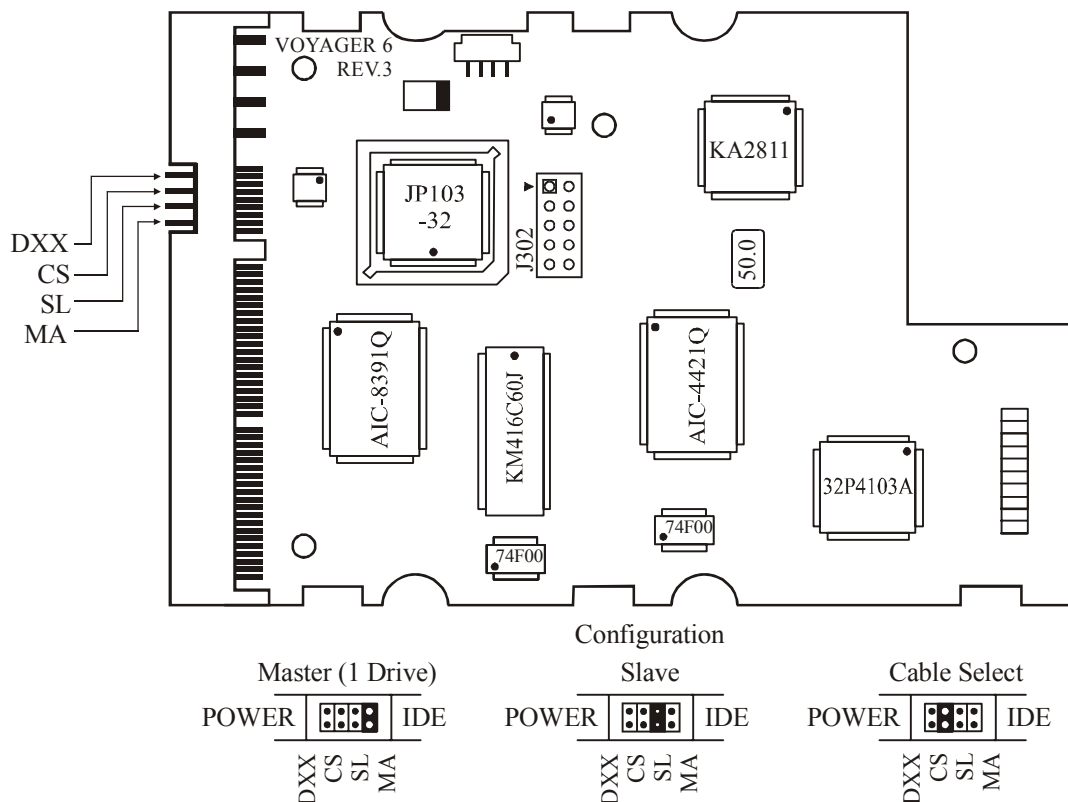 VOYAGER 6
REV.3
KA2811
JP103
-32
J302
50.0
DXX
CS
SL
MA
AIC-8391Q
KM416C60J
AIC-4421Q
32P4103A
74F00
74F00
Configuration
Master (1 Drive)
POWER IDE
DXX CS SL MA
Slave
POWER IDE
DXX CS SL MA
Cable Select
POWER IDE
DXX CS SL MA